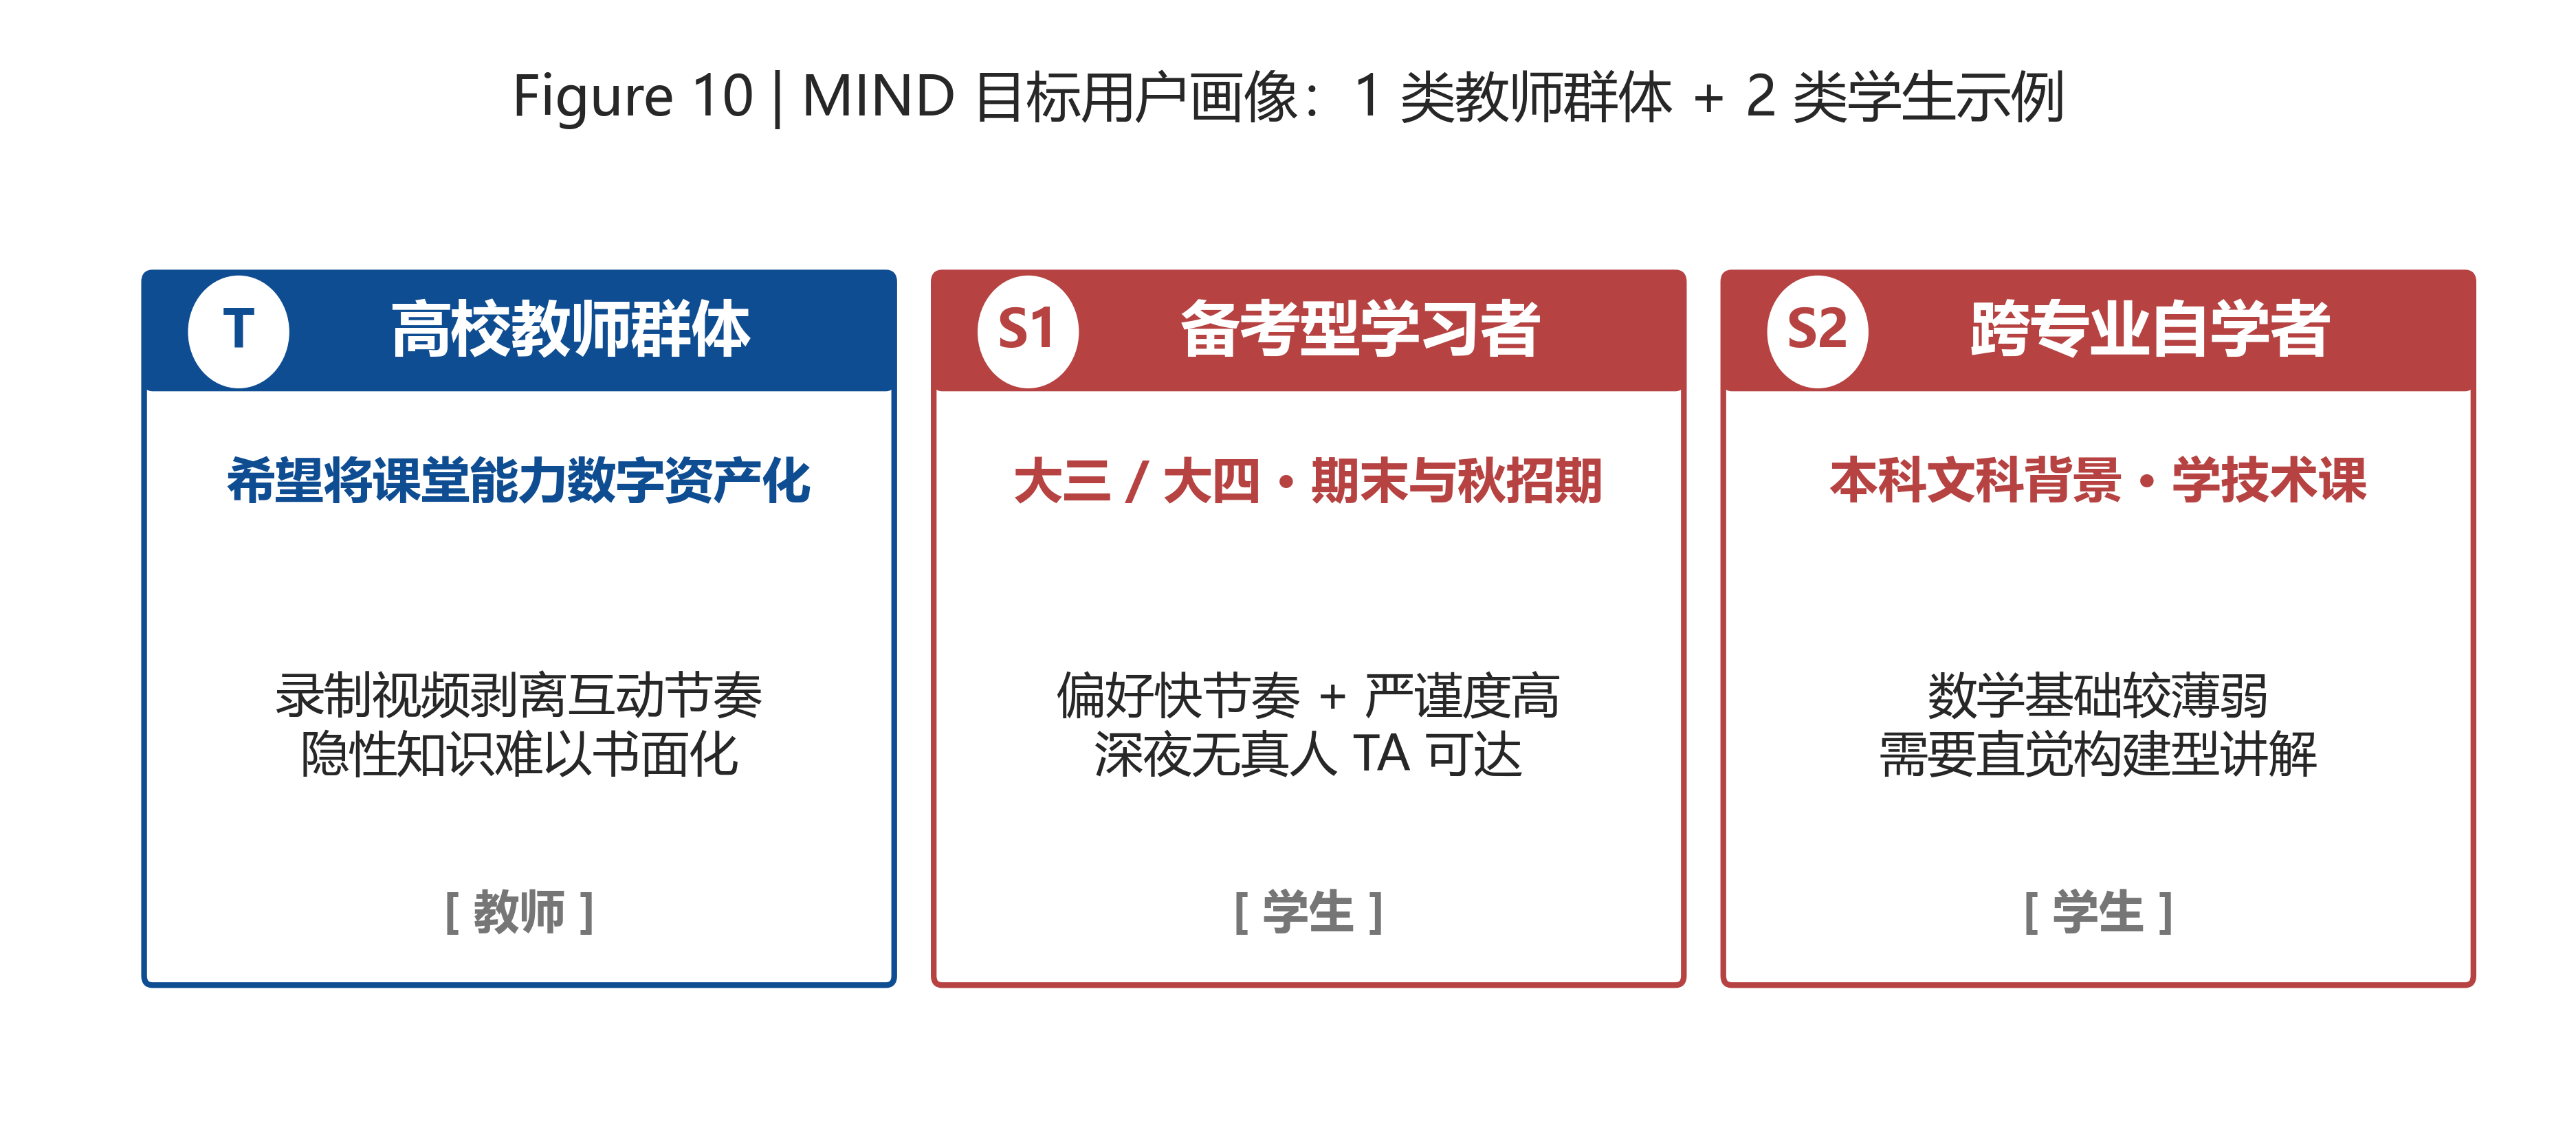 Figure 10 | MIND 目标用户画像：1 类教师群体 + 2 类学生示例
T 高校教师群体
希望将课堂能力数字资产化
录制视频剥离互动节奏
隐性知识难以书面化
[ 教师 ]
S1 备考型学习者
大三 / 大四 · 期末与秋招期
偏好快节奏 + 严谨度高
深夜无真人 TA 可达
[ 学生 ]
S2 跨专业自学者
本科文科背景 · 学技术课
数学基础较薄弱
需要直觉构建型讲解
[ 学生 ]